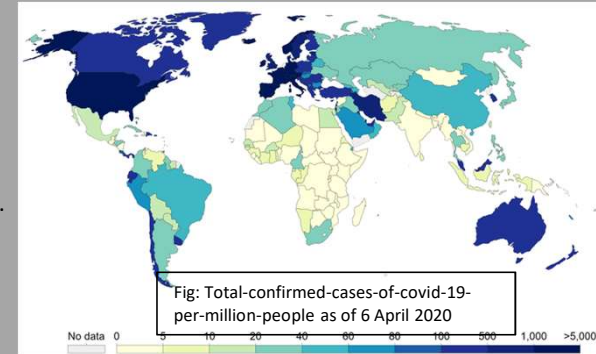 .
Fig: Total-confirmed-cases-of-covid-19-
per-million-people as of 6 April 2020
No data 0 5 10 20 40 60 80 100 500 1,000 >5,000